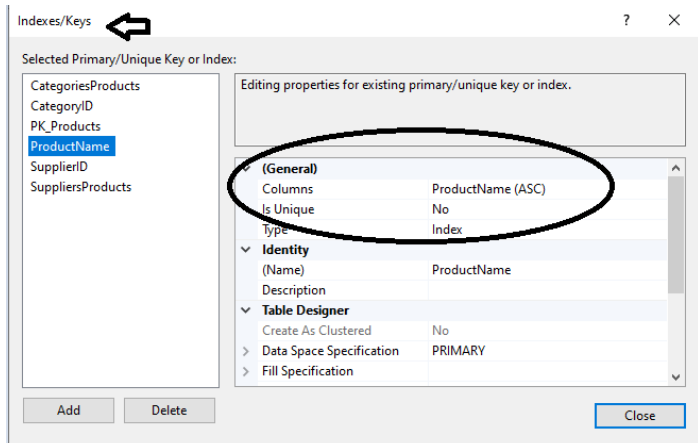 Indexes/Keys
? ×
Selected Primary/Unique Key or Index:
CategoriesProducts
CategoryID
PK_Products
ProductName
SupplierID
SuppliersProducts
Editing properties for existing primary/unique key or index.
(General)
Columns ProductName (ASC)
Is Unique No
Type Index
Identity
(Name) ProductName
Description
Table Designer
Create As Clustered No
Data Space Specification PRIMARY
Fill Specification
Add Delete
Close